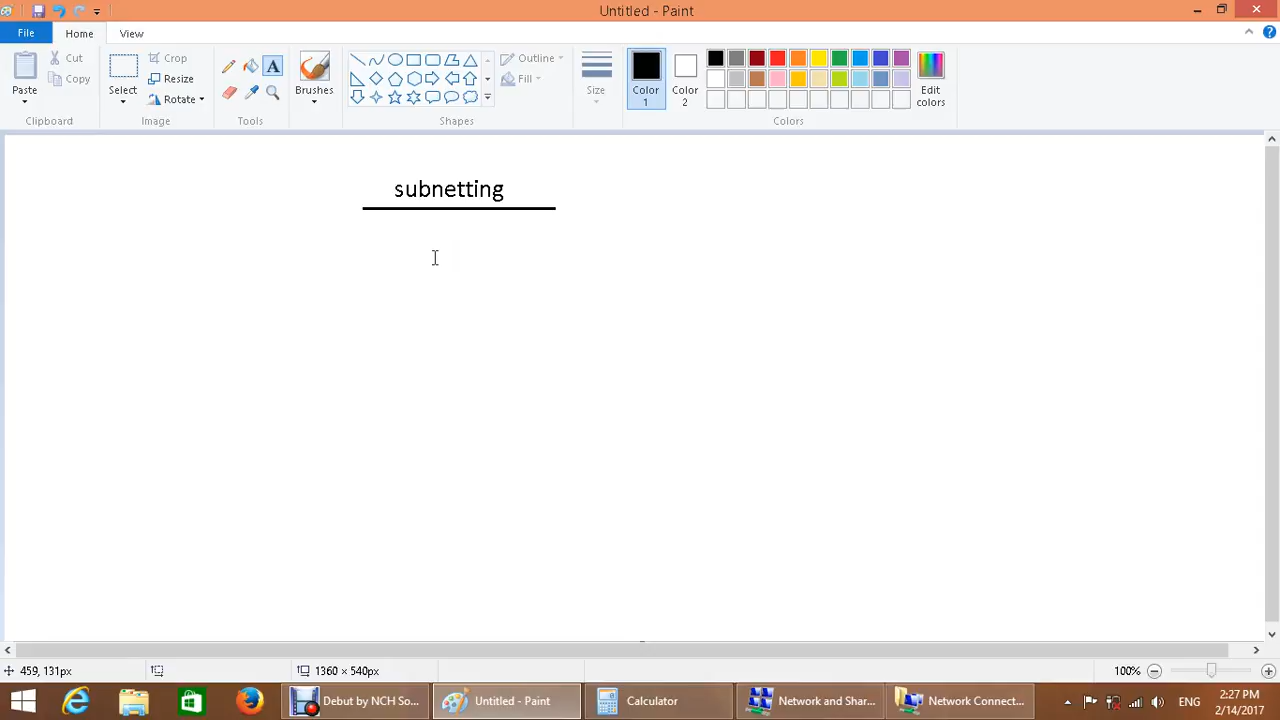 Untitled - Paint
File
Home
View
Paste
Cut
Copy
Clipboard
Select
Crop
Resize
Rotate
Image
A
Tools
Brushes
Shapes
Outline
Fill
Size
Color
1
Color
2
Edit
colors
Colors
subnetting
459, 131px
1360 × 540px
100%
Debut by NCH So...
Untitled - Paint
Calculator
Network and Shar...
Network Connect...
ENG
2:27 PM
2/14/2017